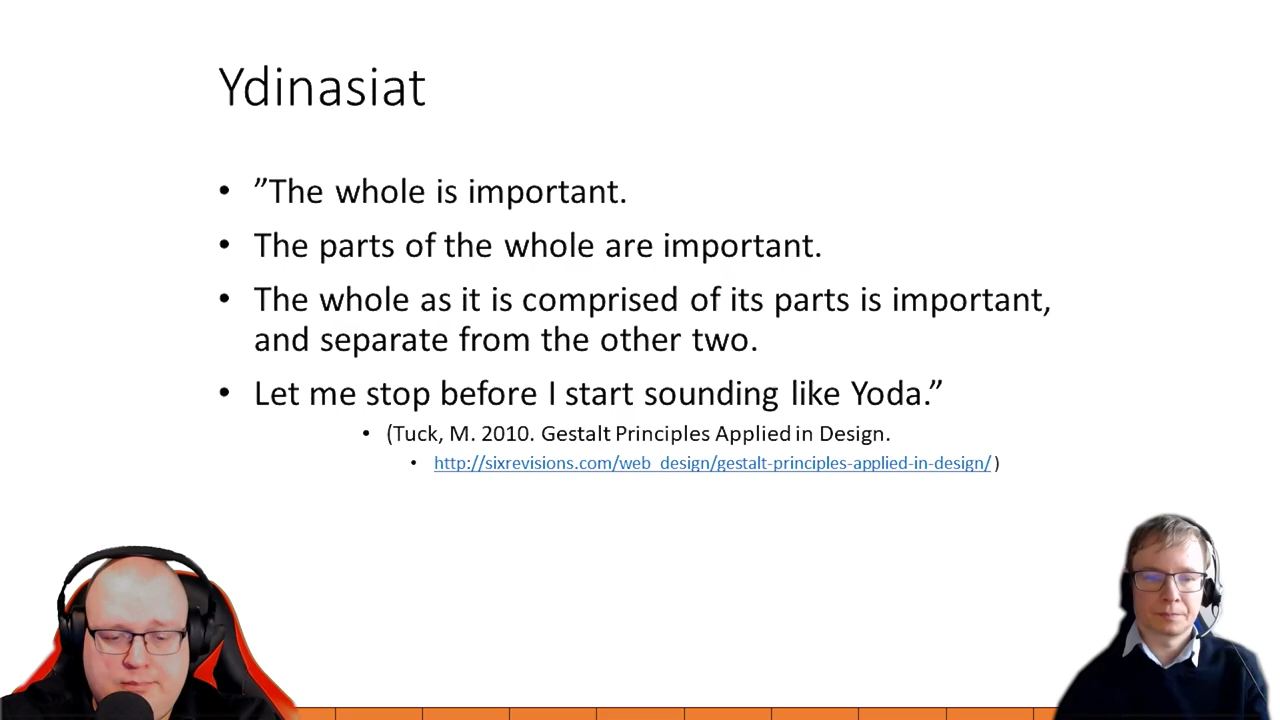 Ydinasiat
• ”The whole is important.
• The parts of the whole are important.
• The whole as it is comprised of its parts is important,
and separate from the other two.
• Let me stop before I start sounding like Yoda.”
• (Tuck, M. 2010. Gestalt Principles Applied in Design.
• http://sixrevisions.com/web_design/gestalt-principles-applied-in-design/ )